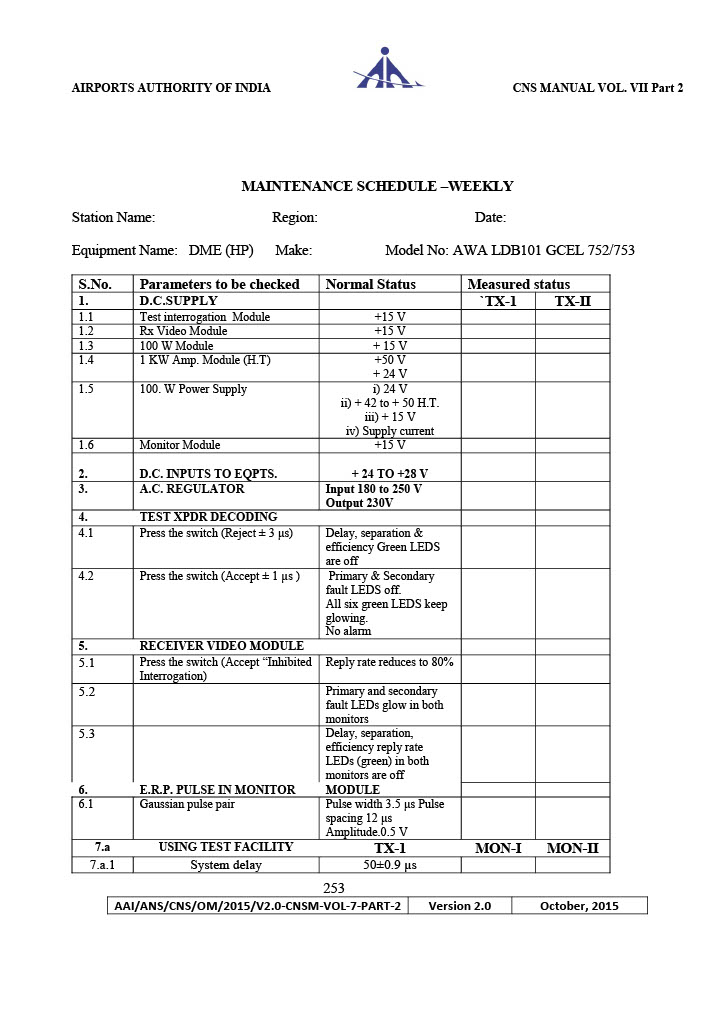 AIRPORTS AUTHORITY OF INDIA CNS MANUAL VOL. VII Part 2
MAINTENANCE SCHEDULE –WEEKLY
Station Name: Region: Date:
Equipment Name: DME (HP) Make: Model No: AWA LDB101 GCEL 752/753
S.No. Parameters to be checked Normal Status Measured status
1. D.C.SUPPLY `TX-1 TX-II
1.1 Test interrogation Module +15 V
1.2 Rx Video Module +15 V
1.3 100 W Module + 15 V
1.4 1 KW Amp. Module (H.T) +50 V
+ 24 V
1.5 100. W Power Supply i) 24 V
ii) + 42 to + 50 H.T.
iii) + 15 V
iv) Supply current
1.6 Monitor Module +15 V
2. D.C. INPUTS TO EQPTS. + 24 TO +28 V
3. A.C. REGULATOR Input 180 to 250 V
Output 230V
4. TEST XPDR DECODING
4.1 Press the switch (Reject ± 3 µs) Delay, separation &
efficiency Green LEDS
are off
4.2 Press the switch (Accept ± 1 µs ) Primary & Secondary
fault LEDS off.
All six green LEDS keep
glowing.
No alarm
5. RECEIVER VIDEO MODULE
5.1 Press the switch (Accept “Inhibited Reply rate reduces to 80%
Interrogation)
5.2 Primary and secondary
fault LEDs glow in both
monitors
5.3 Delay, separation,
efficiency reply rate
LEDs (green) in both
monitors are off
6. E.R.P. PULSE IN MONITOR MODULE
6.1 Gaussian pulse pair Pulse width 3.5 µs Pulse
spacing 12 µs
Amplitude.0.5 V
7.a USING TEST FACILITY TX-1 MON-I MON-II
7.a.1 System delay 50±0.9 µs
253
AAI/ANS/CNS/OM/2015/V2.0-CNSM-VOL-7-PART-2 Version 2.0 October, 2015